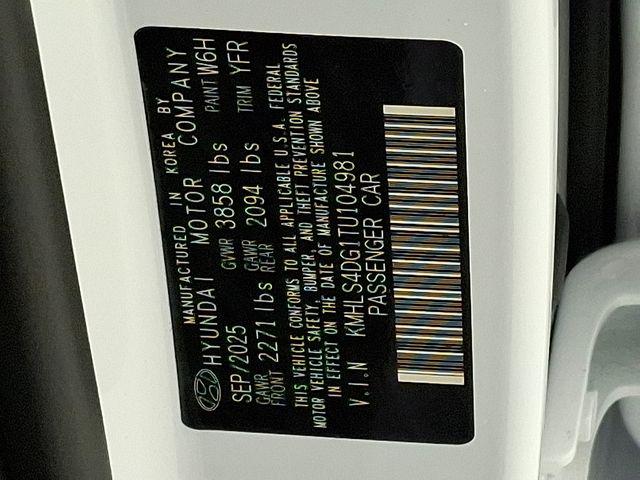 MANUFACTURED IN KOREA BY
HYUNDAI MOTOR COMPANY
SEP/2025 GVWR 3858 lbs PAINT W6H
GAWR FRONT 2271 lbs GAWR REAR 2094 lbs TRIM YFR
THIS VEHICLE CONFORMS TO ALL APPLICABLE U.S.A. FEDERAL
MOTOR VEHICLE SAFETY, BUMPER, AND THEFT PREVENTION STANDARDS
IN EFFECT ON THE DATE OF MANUFACTURE SHOWN ABOVE
V.I.N KMHLS4DG1TU104981
PASSENGER CAR